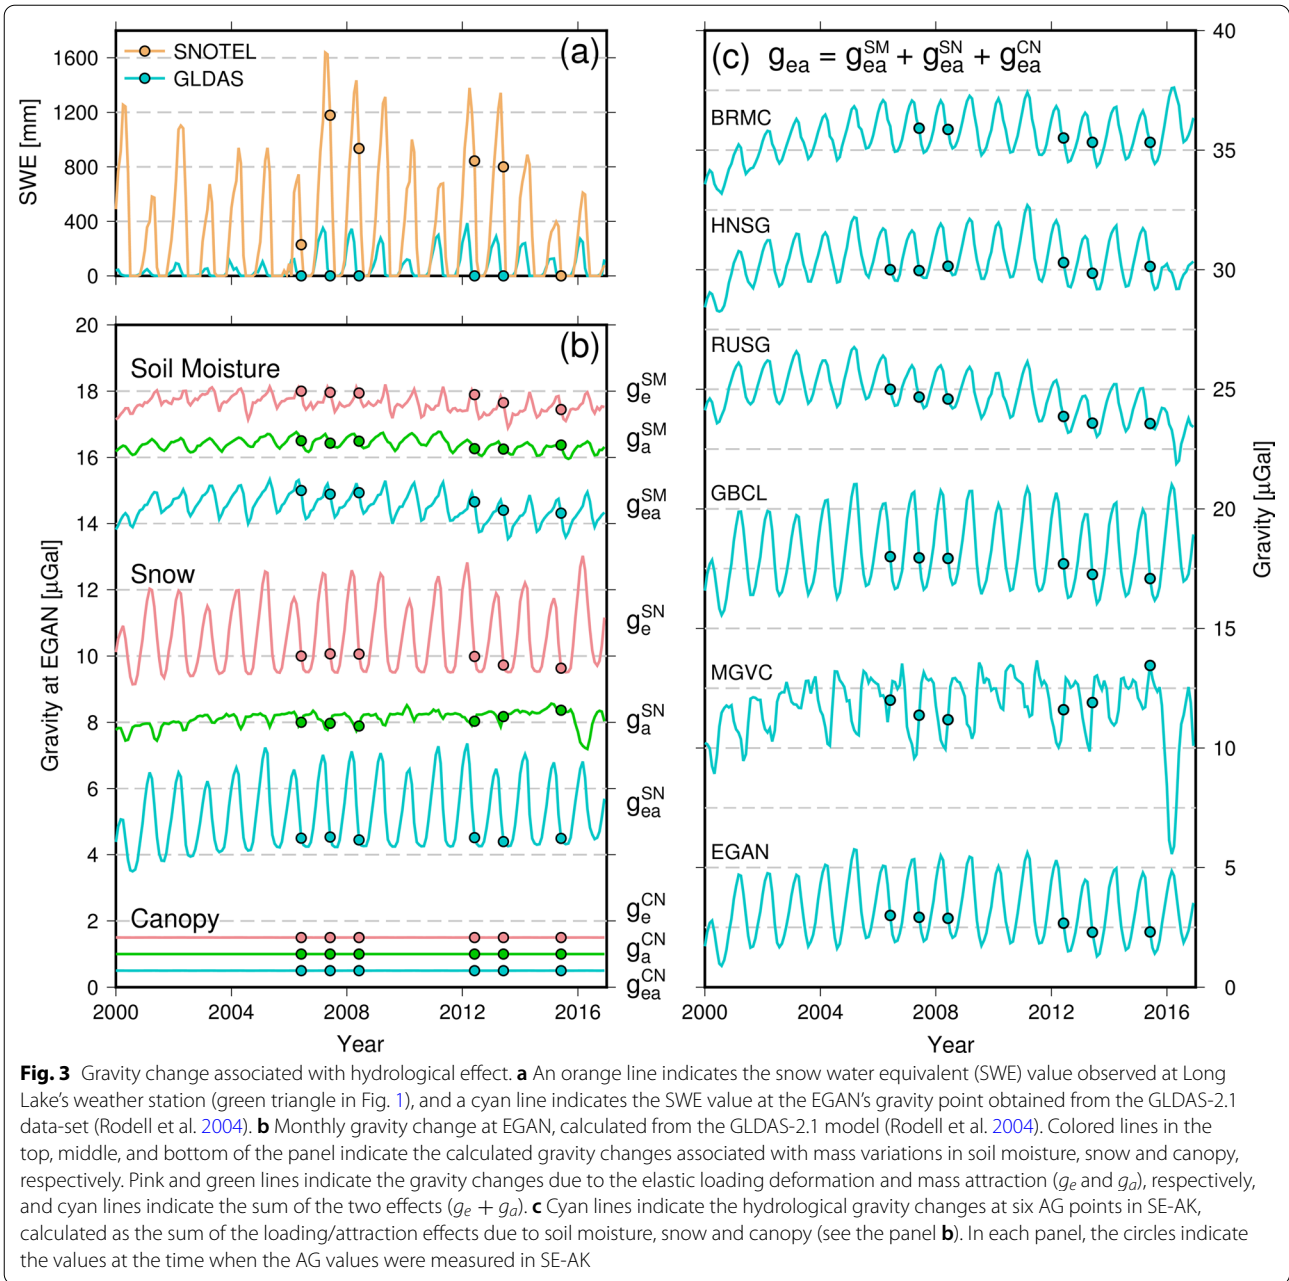 SNOTEL
GLDAS
(a)
1600
1200
800
400
0
SWE [mm]
20
18
16
14
12
10
8
6
4
2
0
Gravity at EGAN [μGal]
(b)
Soil Moisture
g_e^SM
g_a^SM
g_ea^SM
Snow
g_e^SN
g_a^SN
g_ea^SN
Canopy
g_e^CN
g_a^CN
g_ea^CN
2000 2004 2008 2012 2016
Year
(c) g_ea = g_ea^SM + g_ea^SN + g_ea^CN
BRMC
HNSG
RUSG
GBCL
MGVC
EGAN
40
35
30
25
20
15
10
5
0
Gravity [μGal]
2000 2004 2008 2012 2016
Year
Fig. 3 Gravity change associated with hydrological effect. a An orange line indicates the snow water equivalent (SWE) value observed at Long
Lake's weather station (green triangle in Fig. 1), and a cyan line indicates the SWE value at the EGAN's gravity point obtained from the GLDAS-2.1
data-set (Rodell et al. 2004). b Monthly gravity change at EGAN, calculated from the GLDAS-2.1 model (Rodell et al. 2004). Colored lines in the
top, middle, and bottom of the panel indicate the calculated gravity changes associated with mass variations in soil moisture, snow and canopy,
respectively. Pink and green lines indicate the gravity changes due to the elastic loading deformation and mass attraction (g_e and g_a), respectively,
and cyan lines indicate the sum of the two effects (g_e + g_a). c Cyan lines indicate the hydrological gravity changes at six AG points in SE-AK,
calculated as the sum of the loading/attraction effects due to soil moisture, snow and canopy (see the panel b). In each panel, the circles indicate
the values at the time when the AG values were measured in SE-AK